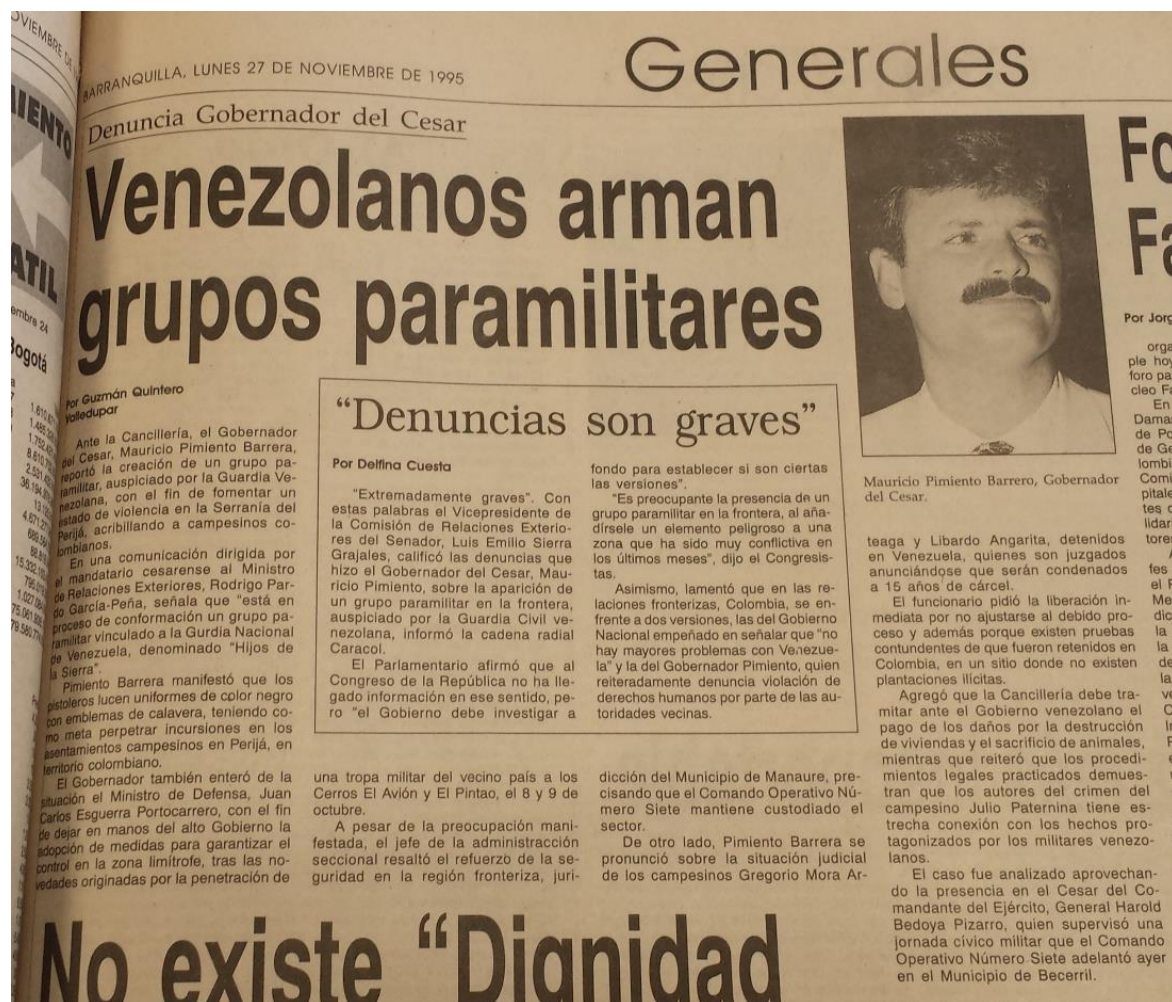 BARRANQUILLA, LUNES 27 DE NOVIEMBRE DE 1995
Generales
Denuncia Gobernador del Cesar
Venezolanos arman
grupos paramilitares
Por Guzmán Quintero
Valledupar
Ante la Cancillería, el Gobernador
del Cesar, Mauricio Pimiento Barrera,
reportó la creación de un grupo pa-
ramilitar, auspiciado por la Guardia Ve-
nezolana, con el fin de fomentar un
estado de violencia en la Serranía del
Perijá, acribillando a campesinos co-
lombianos.
En una comunicación dirigida por
el mandatario cesarense al Ministro
de Relaciones Exteriores, Rodrigo Par-
do García-Peña, señala que "está en
proceso de conformación un grupo pa-
ramilitar vinculado a la Gurdia Nacional
de Venezuela, denominado "Hijos de
la Sierra".
Pimiento Barrera manifestó que los
pistoleros lucen uniformes de color negro
con emblemas de calavera, teniendo co-
mo meta perpetrar incursiones en los
asentamientos campesinos en Perijá, en
territorio colombiano.
El Gobernador también enteró de la
situación el Ministro de Defensa, Juan
Carlos Esguerra Portocarrero, con el fin
de dejar en manos del alto Gobierno la
adopción de medidas para garantizar el
control en la zona limítrofe, tras las no-
vedades originadas por la penetración de
una tropa militar del vecino país a los
Cerros El Avión y El Pintao, el 8 y 9 de
octubre.
A pesar de la preocupación mani-
festada, el jefe de la administracción
seccional resaltó el refuerzo de la se-
guridad en la región fronteriza, juri-
dicción del Municipio de Manaure, pre-
cisando que el Comando Operativo Nú-
mero Siete mantiene custodiado el
sector.
De otro lado, Pimiento Barrera se
pronunció sobre la situación judicial
de los campesinos Gregorio Mora Ar-
teaga y Libardo Angarita, detenidos
en Venezuela, quienes son juzgados
anunciándose que serán condenados
a 15 años de cárcel.
El funcionario pidió la liberación in-
mediata por no ajustarse al debido pro-
ceso y además porque existen pruebas
contundentes de que fueron retenidos en
Colombia, en un sitio donde no existen
plantaciones ilícitas.
Agregó que la Cancillería debe tra-
mitar ante el Gobierno venezolano el
pago de los daños por la destrucción
de viviendas y el sacrificio de animales,
mientras que reiteró que los procedi-
mientos legales practicados demues-
tran que los autores del crimen del
campesino Julio Paternina tiene es-
trecha conexión con los hechos pro-
tagonizados por los militares venezo-
lanos.
El caso fue analizado aprovechan-
do la presencia en el Cesar del Co-
mandante del Ejército, General Harold
Bedoya Pizarro, quien supervisó una
jornada cívico militar que el Comando
Operativo Número Siete adelantó ayer
en el Municipio de Becerril.
"Denuncias son graves"
Por Delfina Cuesta
"Extremadamente graves". Con
estas palabras el Vicepresidente de
la Comisión de Relaciones Exterio-
res del Senador, Luis Emilio Sierra
Grajales, calificó las denuncias que
hizo el Gobernador del Cesar, Mau-
ricio Pimiento, sobre la aparición de
un grupo paramilitar en la frontera,
auspiciado por la Guardia Civil ve-
nezolana, informó la cadena radial
Caracol.
El Parlamentario afirmó que al
Congreso de la República no ha lle-
gado información en ese sentido, pe-
ro "el Gobierno debe investigar a
fondo para establecer si son ciertas
las versiones".
"Es preocupante la presencia de un
grupo paramilitar en la frontera, al aña-
dírsele un elemento peligroso a una
zona que ha sido muy conflictiva en
los últimos meses", dijo el Congresis-
tas.
Asimismo, lamentó que en las re-
laciones fronterizas, Colombia, se en-
frente a dos versiones, las del Gobierno
Nacional empeñado en señalar que "no
hay mayores problemas con Venezue-
la" y la del Gobernador Pimiento, quien
reiteradamente denuncia violación de
derechos humanos por parte de las au-
toridades vecinas.
Mauricio Pimiento Barrero, Gobernador
del Cesar.
No existe "Dignidad
Por Jorg